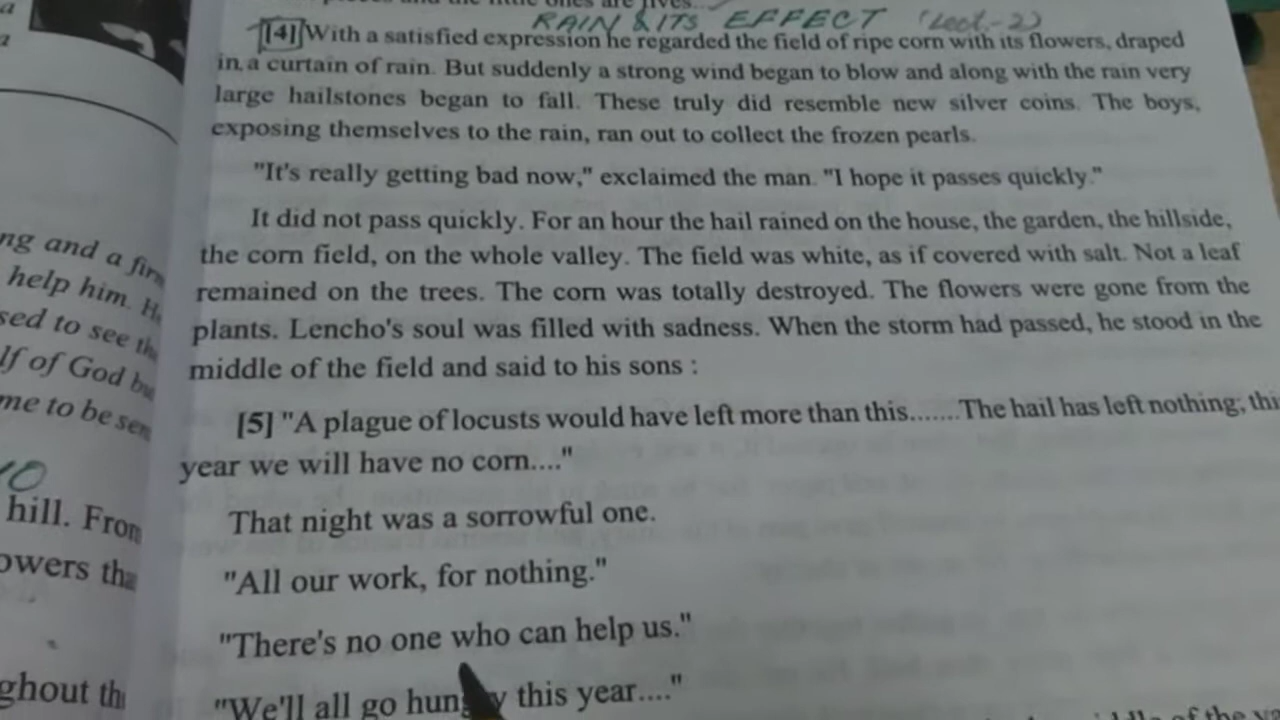 RAIN & ITS EFFECT (Lect.-2)
[4] With a satisfied expression he regarded the field of ripe corn with its flowers, draped
in a curtain of rain. But suddenly a strong wind began to blow and along with the rain very
large hailstones began to fall. These truly did resemble new silver coins. The boys,
exposing themselves to the rain, ran out to collect the frozen pearls.
"It's really getting bad now," exclaimed the man. "I hope it passes quickly."
It did not pass quickly. For an hour the hail rained on the house, the garden, the hillside,
the corn field, on the whole valley. The field was white, as if covered with salt. Not a leaf
remained on the trees. The corn was totally destroyed. The flowers were gone from the
plants. Lencho's soul was filled with sadness. When the storm had passed, he stood in the
middle of the field and said to his sons :
[5] "A plague of locusts would have left more than this.......The hail has left nothing; thi
year we will have no corn...."
That night was a sorrowful one.
"All our work, for nothing."
"There's no one who can help us."
"We'll all go hungry this year...."
ng and a firm
help him. He
sed to see the
lf of God but
me to be sen
hill. From
owers tha
ghout th